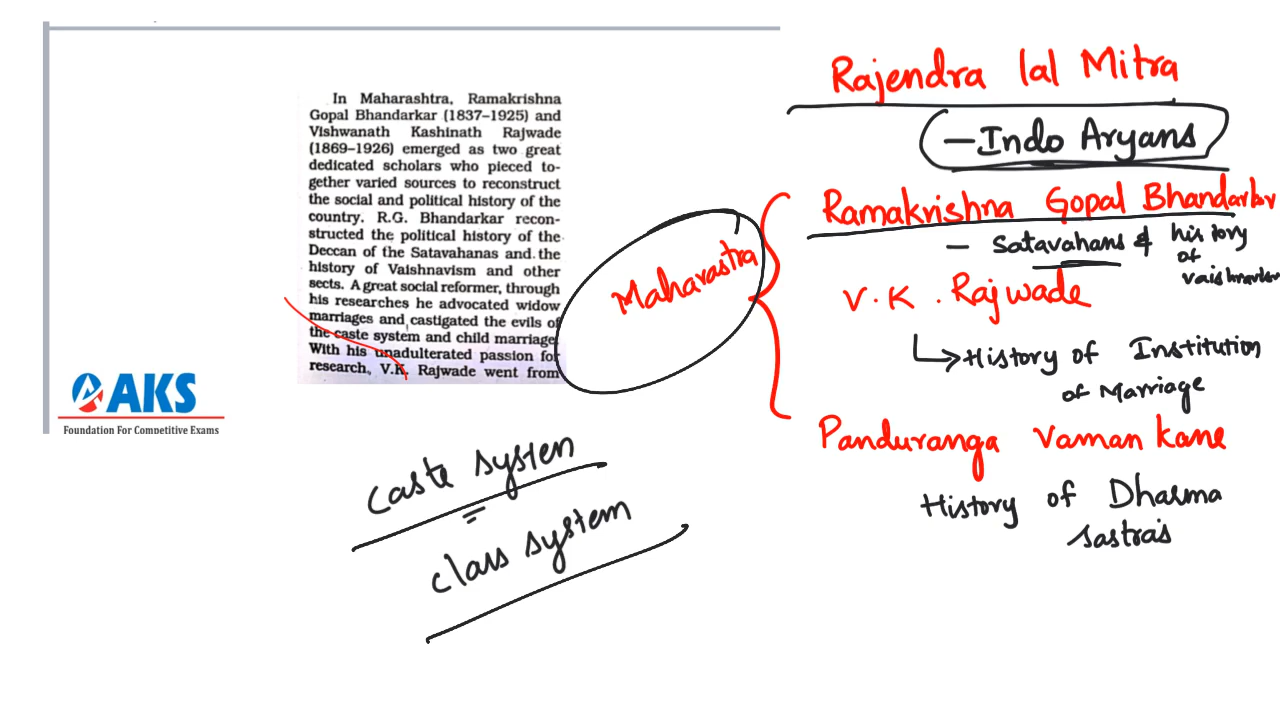 In Maharashtra, Ramakrishna
Gopal Bhandarkar (1837–1925) and
Vishwanath Kashinath Rajwade
(1869–1926) emerged as two great
dedicated scholars who pieced to-
gether varied sources to reconstruct
the social and political history of the
country. R.G. Bhandarkar recon-
structed the political history of the
Deccan of the Satavahanas and the
history of Vaishnavism and other
sects. A great social reformer, through
his researches he advocated widow
marriages and castigated the evils of
the caste system and child marriage.
With his unadulterated passion for
research, V.K. Rajwade went from
AKS
Foundation For Competitive Exams
caste system
class system
Maharastra
Rajendra lal Mitra
– Indo Aryans
Ramakrishna Gopal Bhandarkar
– Satavahans & history
of
V.K. Rajwade
History of Institution
of Marriage
Panduranga Vaman kane
History of Dharma
sastras